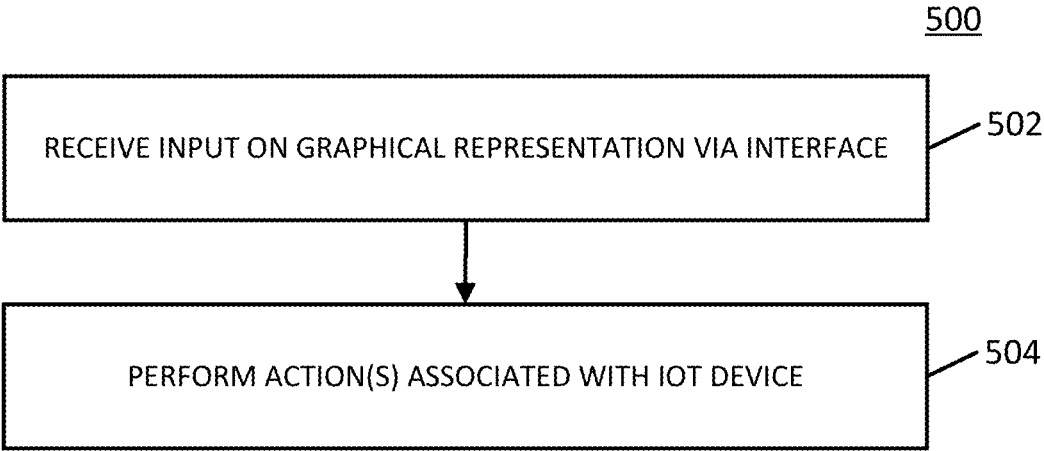 500
RECEIVE INPUT ON GRAPHICAL REPRESENTATION VIA INTERFACE
502
PERFORM ACTION(S) ASSOCIATED WITH IOT DEVICE
504